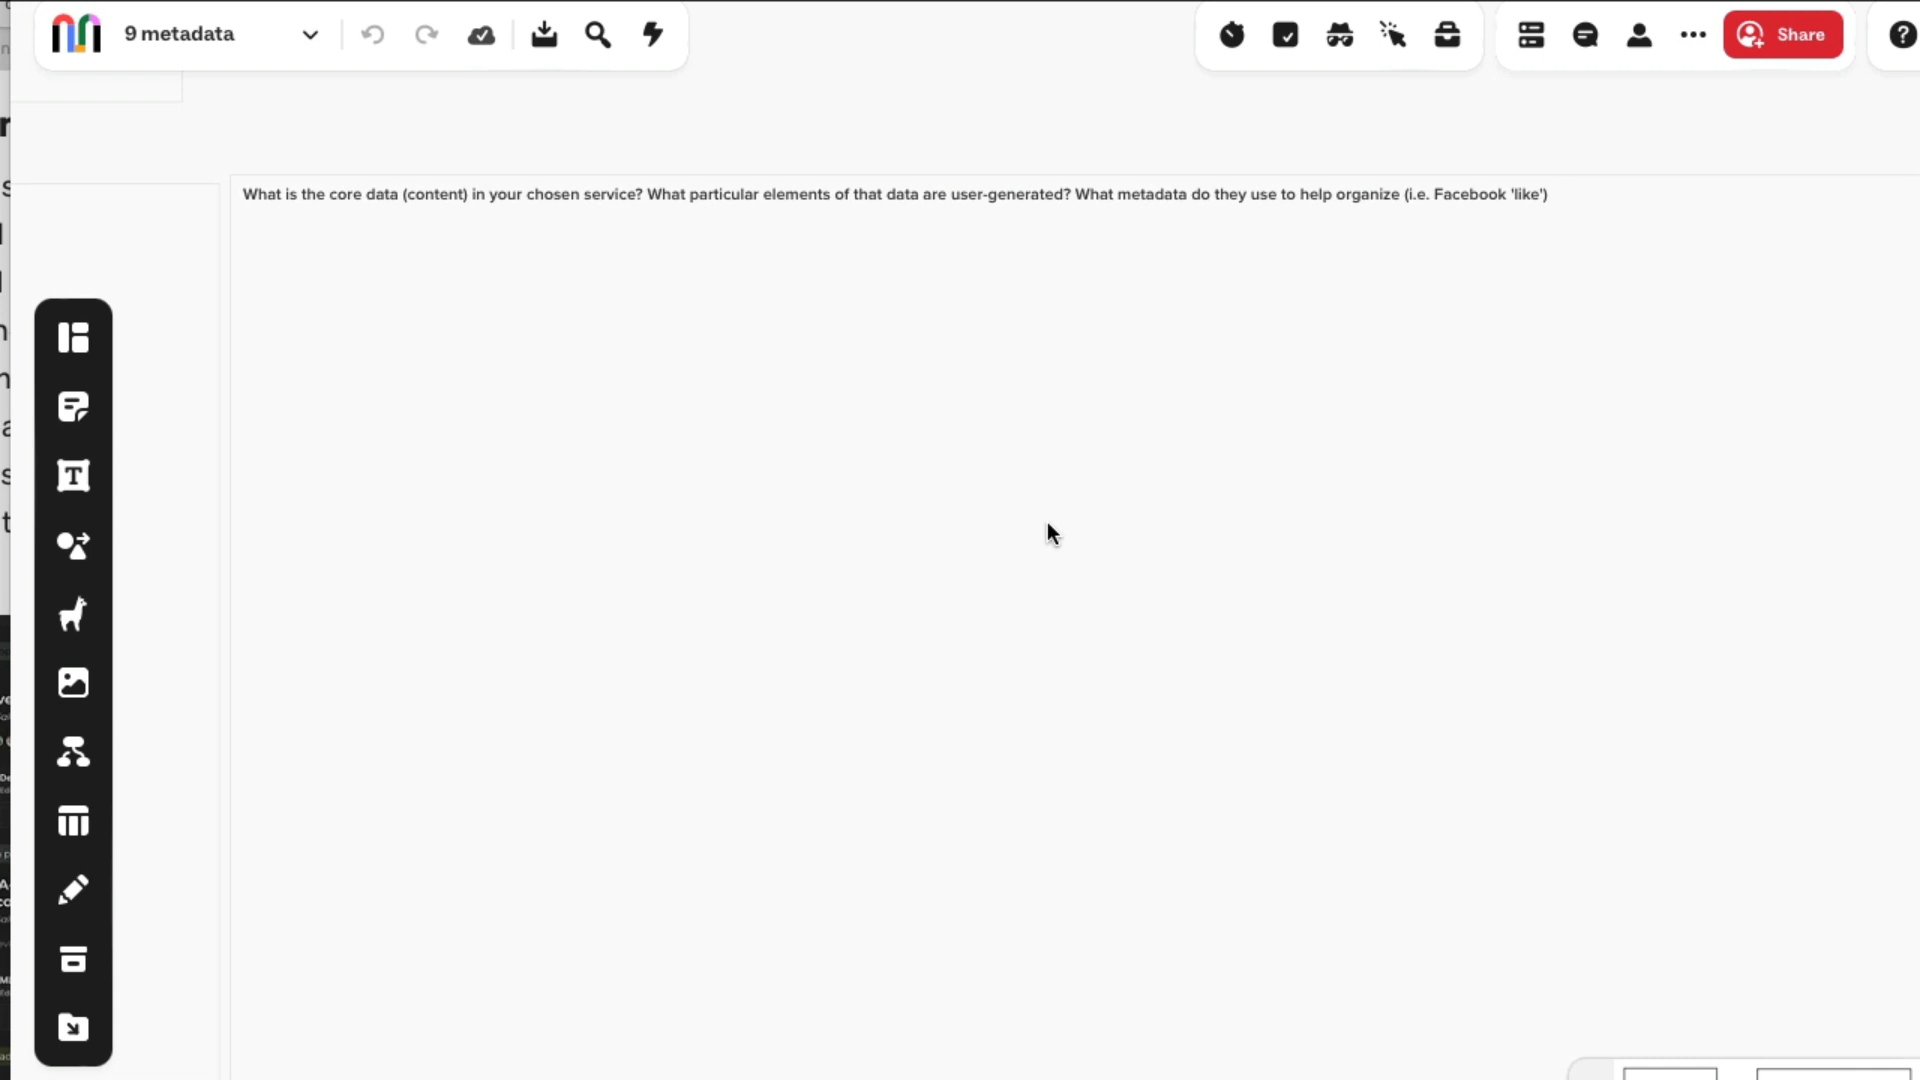 9 metadata
Share
What is the core data (content) in your chosen service? What particular elements of that data are user-generated? What metadata do they use to help organize (i.e. Facebook 'like')